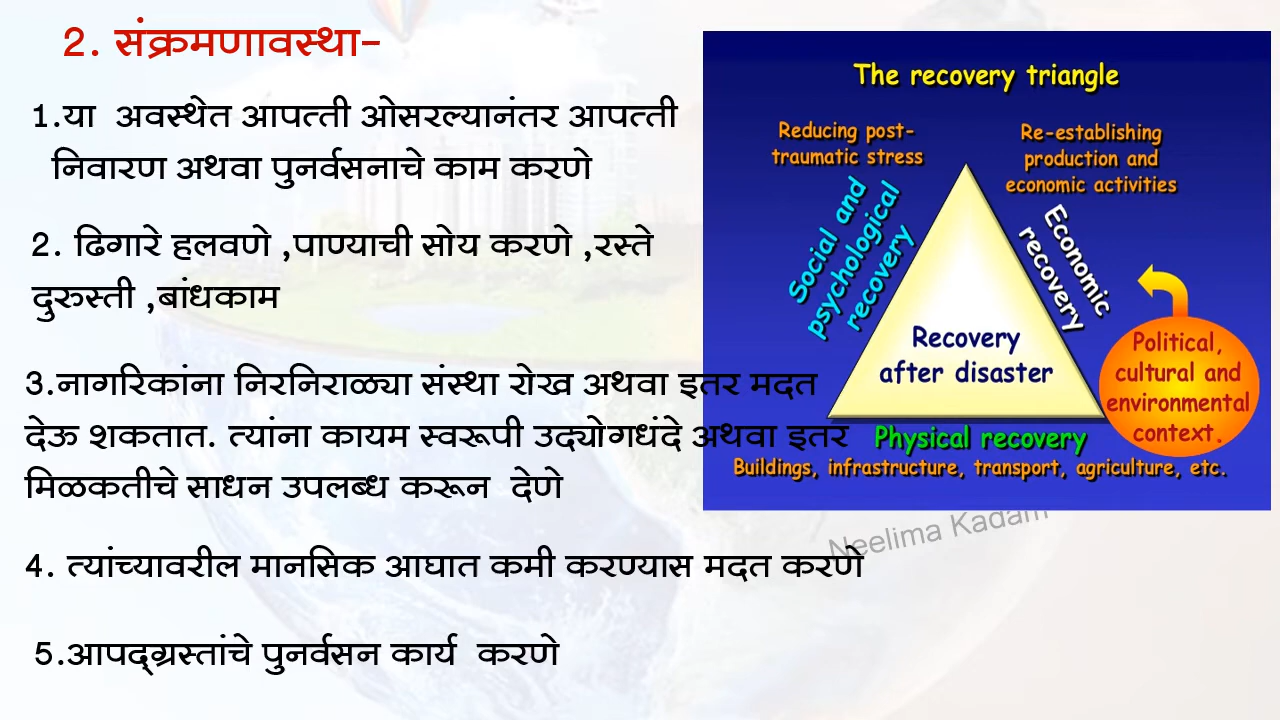 2. संक्रमणावस्था-
1.या अवस्थेत आपत्ती ओसरल्यानंतर आपत्ती
निवारण अथवा पुनर्वसनाचे काम करणे
2. ढिगारे हलवणे ,पाण्याची सोय करणे ,रस्ते
दुरुस्ती ,बांधकाम
3.नागरिकांना निरनिराळ्या संस्था रोख अथवा इतर मदत
देऊ शकतात. त्यांना कायम स्वरूपी उद्योगधंदे अथवा इतर
मिळकतीचे साधन उपलब्ध करून देणे
4. त्यांच्यावरील मानसिक आघात कमी करण्यास मदत करणे
5.आपद्ग्रस्तांचे पुनर्वसन कार्य करणे
The recovery triangle
Reducing post-
traumatic stress
Re-establishing
production and
economic activities
Social and
psychological
recovery
Economic
recovery
Recovery
after disaster
Political,
cultural and
environmental
context.
Physical recovery
Buildings, infrastructure, transport, agriculture, etc.
Neelima Kadam